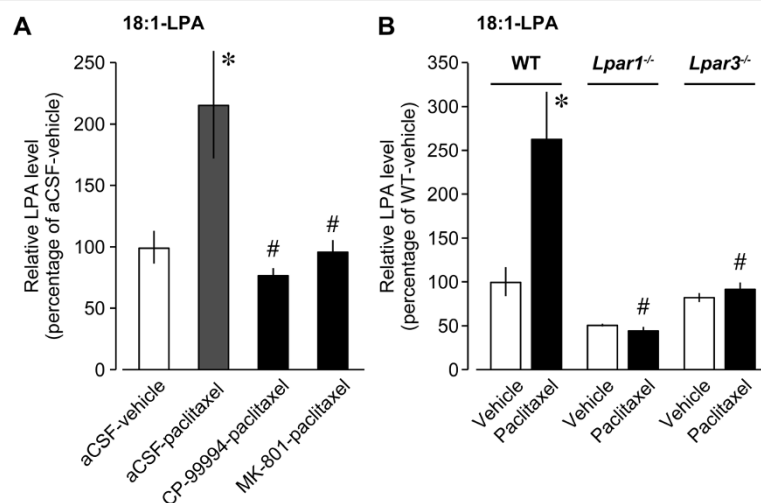 A
18:1-LPA
Relative LPA level
(percentage of aCSF-vehicle)
250
200
150
100
50
0
*
#
#
aCSF-vehicle
aCSF-paclitaxel
CP-99994-paclitaxel
MK-801-paclitaxel
B
18:1-LPA
WT
Lpar1-/-
Lpar3-/-
Relative LPA level
(percentage of WT-vehicle)
350
300
250
200
150
100
50
0
*
#
#
Vehicle
Paclitaxel
Vehicle
Paclitaxel
Vehicle
Paclitaxel